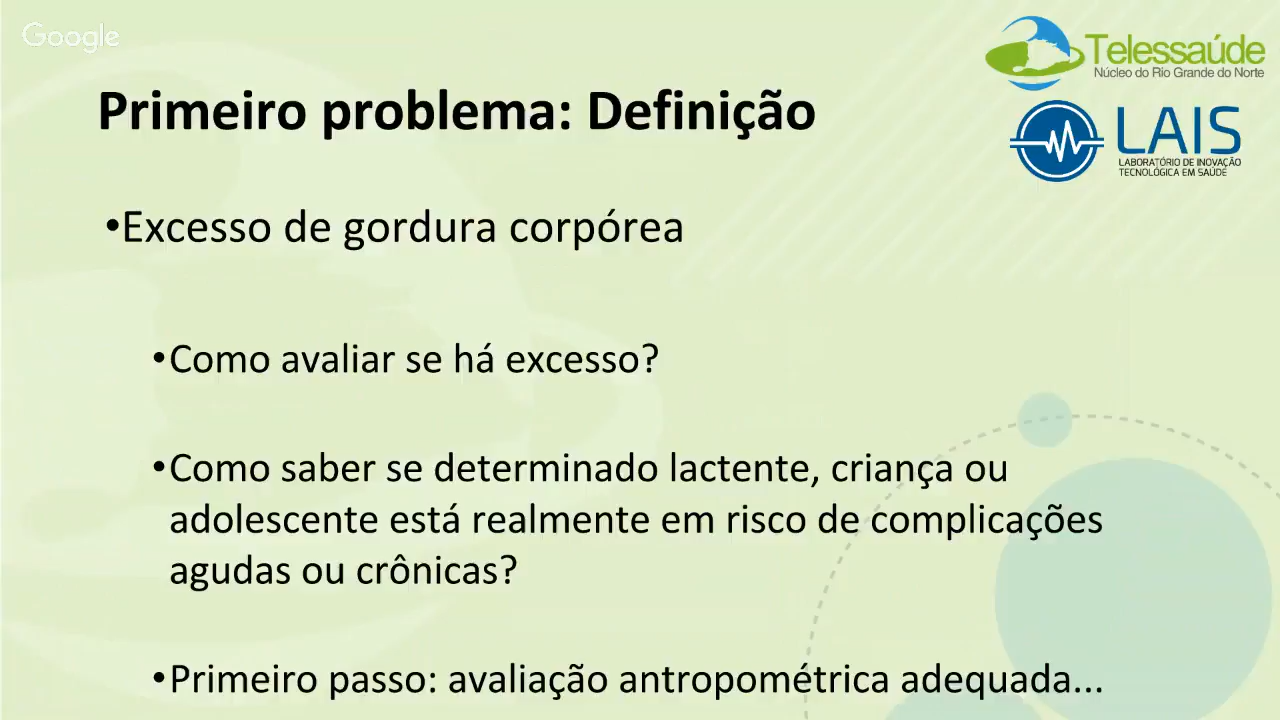 Google
Telessaúde
Núcleo do Rio Grande do Norte
Primeiro problema: Definição
LAIS
LABORATÓRIO DE INOVAÇÃO
TECNOLÓGICA EM SAÚDE
•Excesso de gordura corpórea
•Como avaliar se há excesso?
•Como saber se determinado lactente, criança ou
adolescente está realmente em risco de complicações
agudas ou crônicas?
•Primeiro passo: avaliação antropométrica adequada...